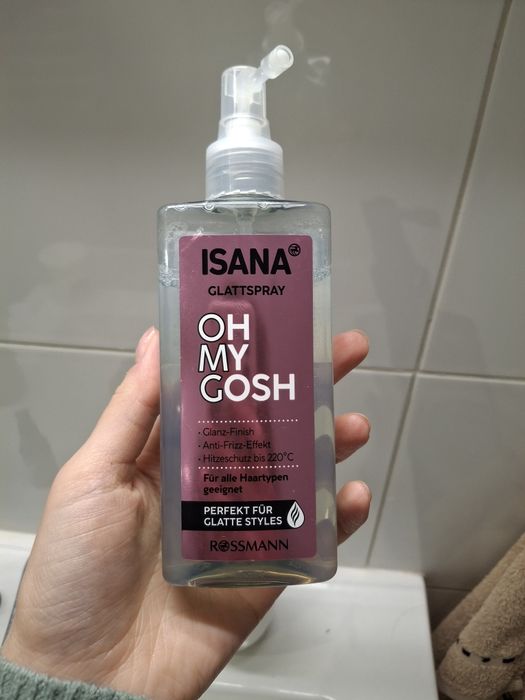 ISANA
GLATTSPRAY
OH
MY
GOSH
• Glanz-Finish
• Anti-Frizz-Effekt
• Hitzeschutz bis 220°C
Für alle Haartypen
geeignet
PERFEKT FÜR
GLATTE STYLES
ROSSMANN